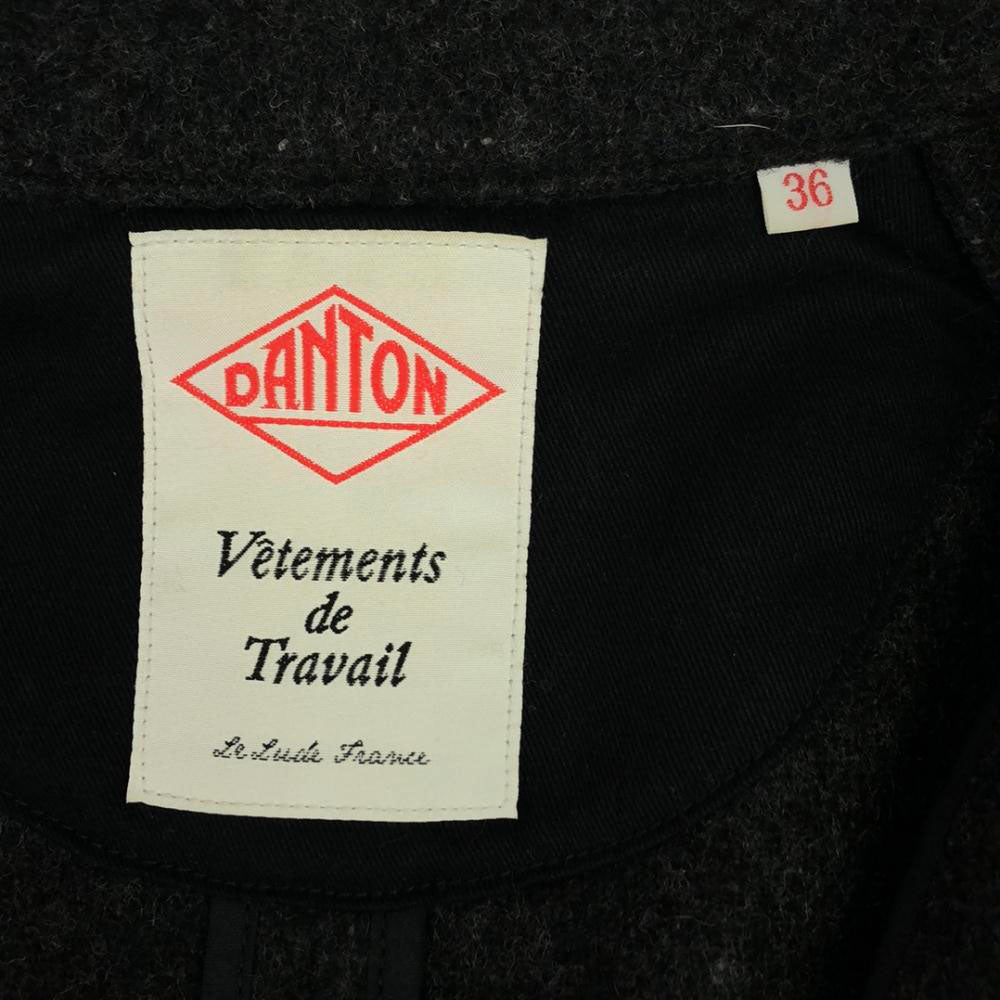 36
DANTON
Vêtements
de
Travail
Le Lude France